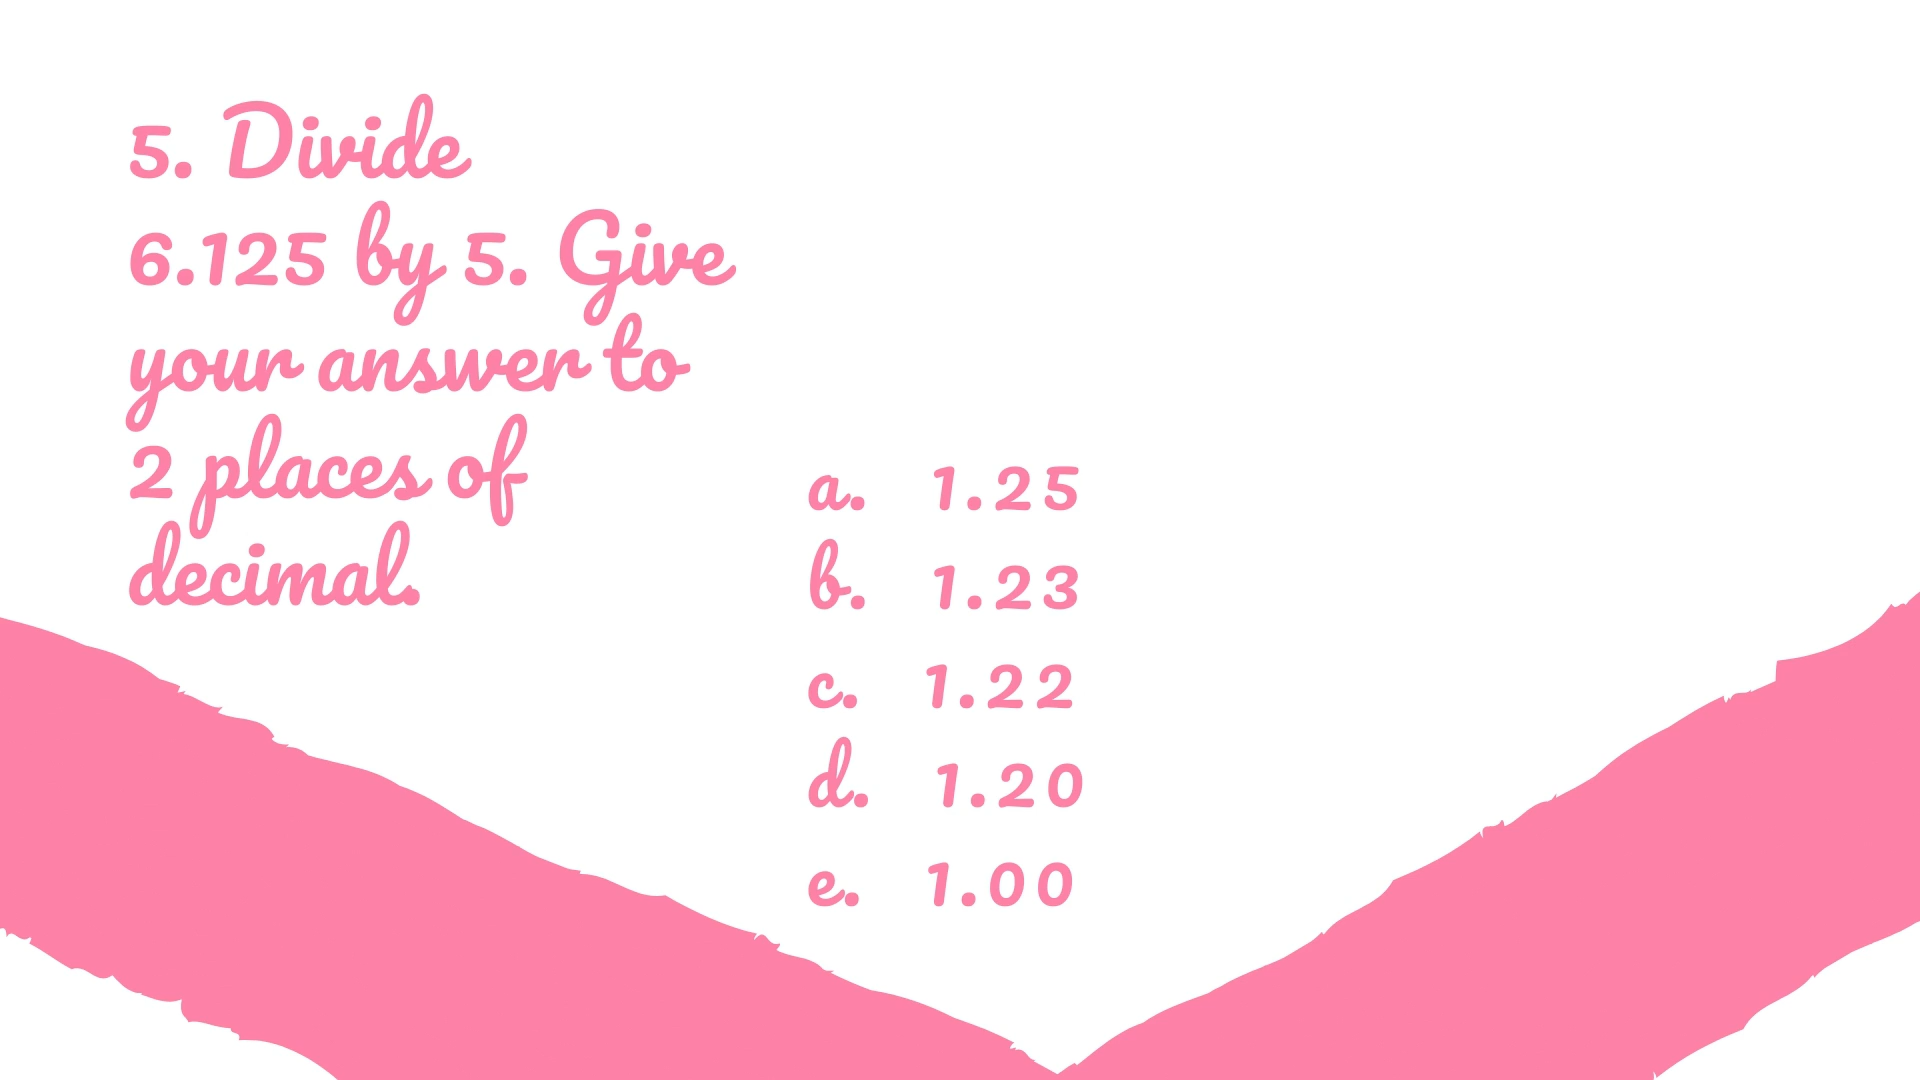 5. Divide
6.125 by 5. Give
your answer to
2 places of
decimal.
a. 1.25
b. 1.23
c. 1.22
d. 1.20
e. 1.00